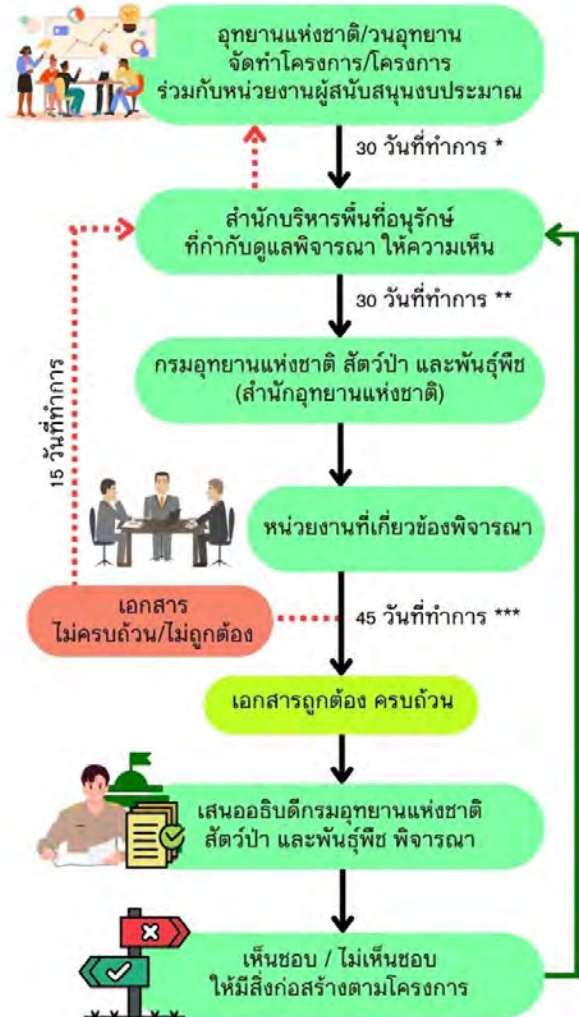 อุทยานแห่งชาติ/วนอุทยาน
จัดทำโครงการ/โครงการ
ร่วมกับหน่วยงานผู้สนับสนุนงบประมาณ
30 วันที่ทำการ *
สำนักบริหารพื้นที่อนุรักษ์
ที่กำกับดูแลพิจารณา ให้ความเห็น
30 วันที่ทำการ **
กรมอุทยานแห่งชาติ สัตว์ป่า และพันธุ์พืช
(สำนักอุทยานแห่งชาติ)
15 วันที่ทำการ
หน่วยงานที่เกี่ยวข้องพิจารณา
เอกสาร
ไม่ครบถ้วน/ไม่ถูกต้อง
45 วันที่ทำการ ***
เอกสารถูกต้อง ครบถ้วน
เสนออธิบดีกรมอุทยานแห่งชาติ
สัตว์ป่า และพันธุ์พืช พิจารณา
เห็นชอบ / ไม่เห็นชอบ
ให้มีสิ่งก่อสร้างตามโครงการ